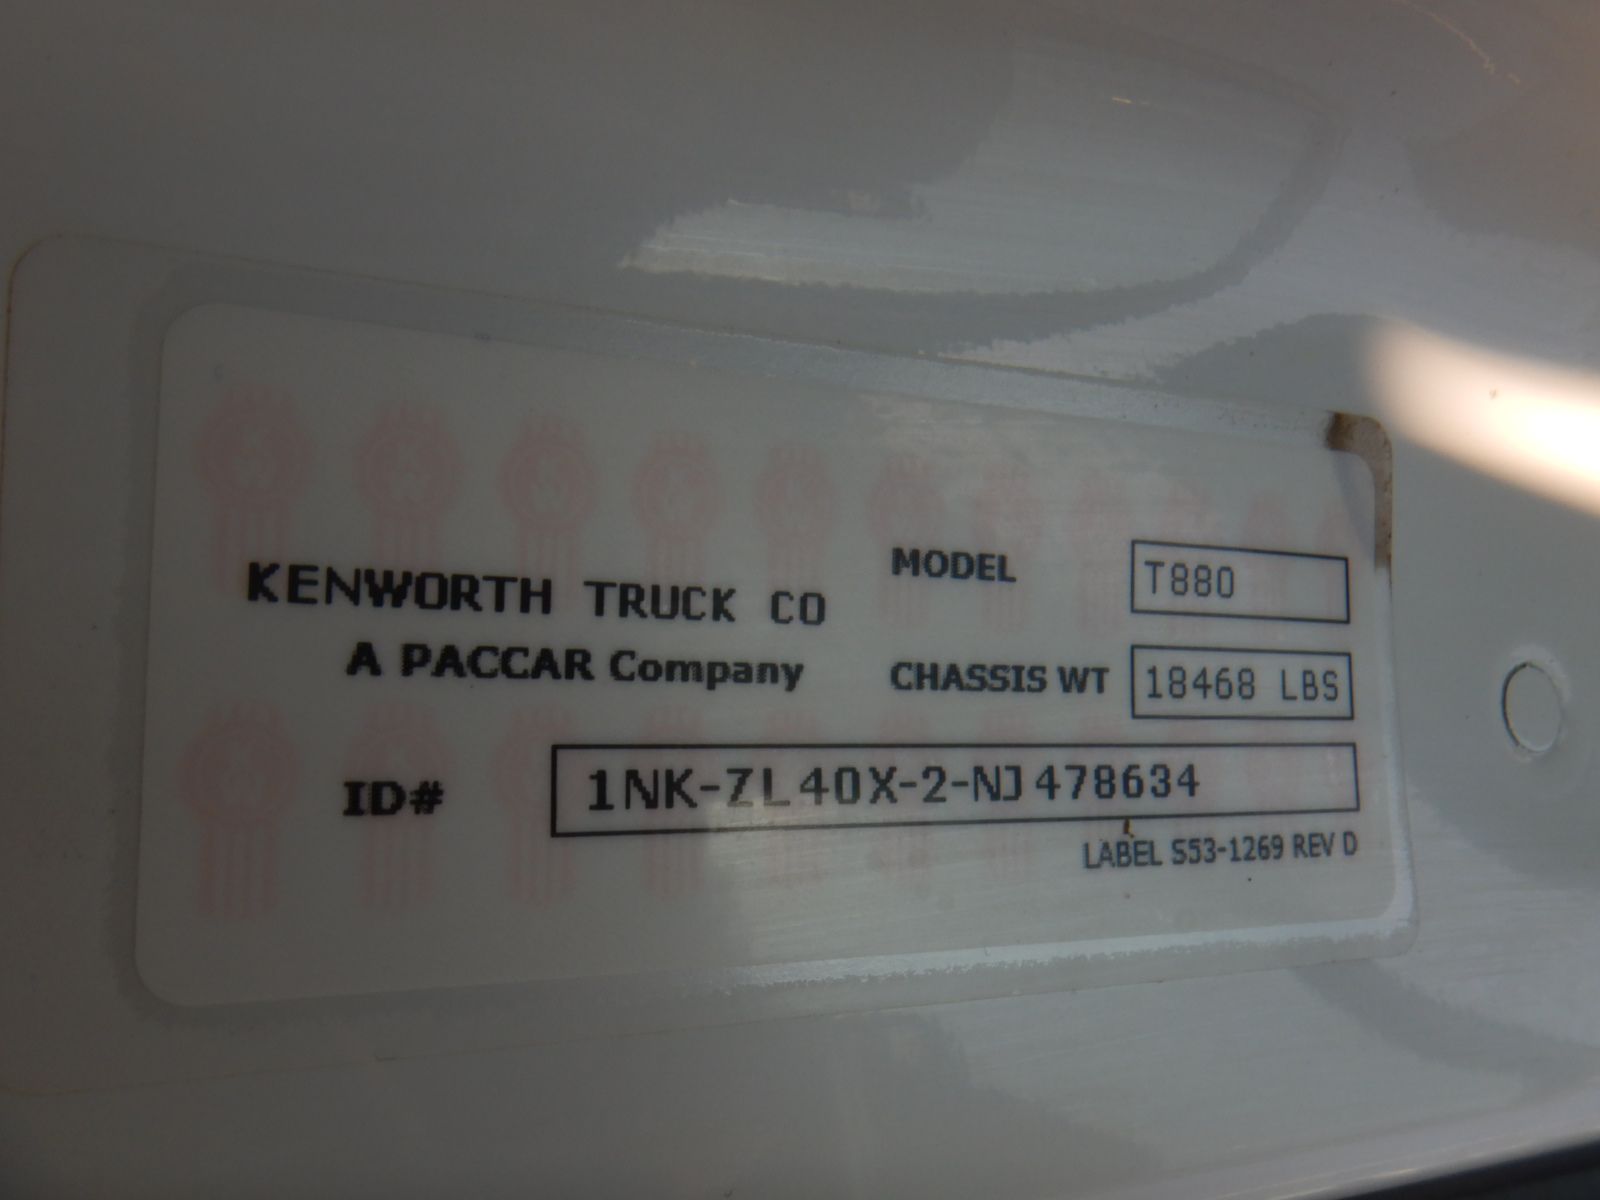 KENWORTH TRUCK CO
A PACCAR Company
MODEL T880
CHASSIS WT 18468 LBS
ID# 1NK-ZL40X-2-NJ478634
LABEL S53-1269 REV D